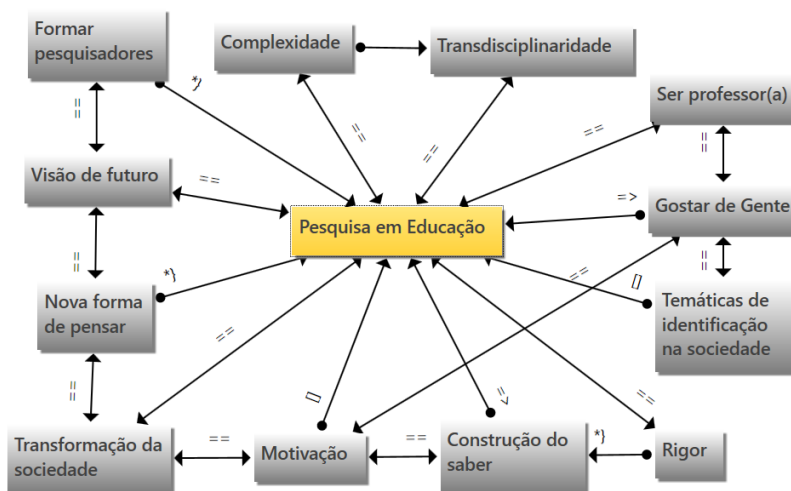 Formar
pesquisadores
Complexidade
Transdisciplinaridade
Ser professor(a)
*}
==
==
==
==
==
Visão de futuro
==
Gostar de Gente
=>
Pesquisa em Educação
==
==
==
[]
*}
Nova forma
de pensar
Temáticas de
identificação
na sociedade
==
==
[]
=>
==
Transformação da
sociedade
==
Motivação
==
Construção do
saber
*}
Rigor